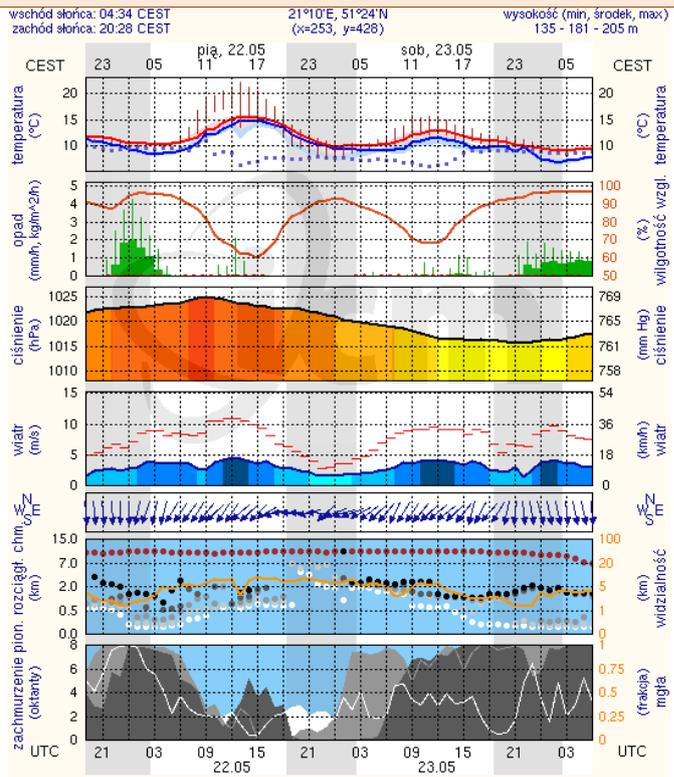 wschód słońca: 04:34 CEST 21°10'E, 51°24'N wysokość (min, środek, max)
zachód słońca: 20:28 CEST (x=253, y=428) 135 - 181 - 205 m
pią, 22.05 sob, 23.05
CEST 23 05 11 17 23 05 11 17 23 05 CEST
temperatura (°C) 20 15 10 20 15 10 (°C) temperatura
opad (mm/h, kg/m^2/h) 5 4 3 2 1 0 100 90 80 70 60 50 (%) wilgotność wzgl.
ciśnienie (hPa) 1025 1020 1015 1010 769 765 761 758 (mm Hg) ciśnienie
wiatr (m/s) 15 10 5 0 54 36 18 0 (km/h) wiatr
N W E S N W E S
pion. rozciągł. chm. (km) 15.0 7.0 2.0 0.5 0.0 100 20 5 1 0 (km) widzialność
zachmurzenie (oktanty) 8 6 4 2 0 1 0.75 0.5 0.25 0 (frakcja) mgła
UTC 21 03 09 15 21 03 09 15 21 03 UTC
22.05 23.05